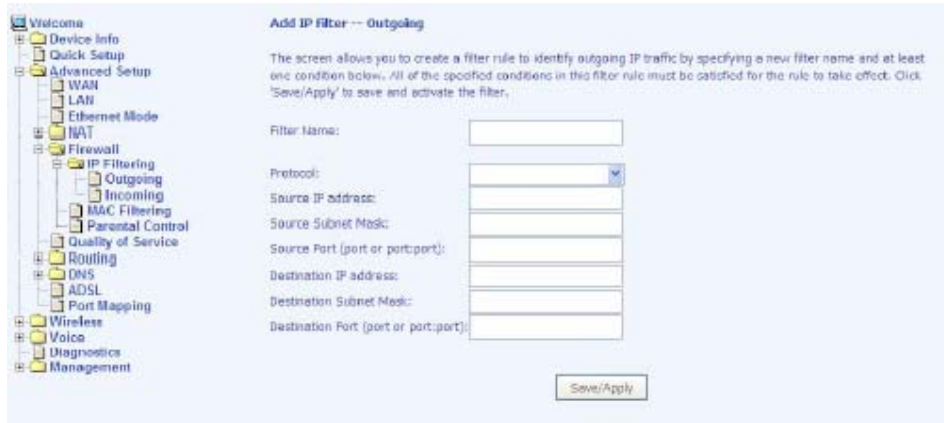 Welcome
Device Info
Quick Setup
Advanced Setup
WAN
LAN
Ethernet Mode
NAT
Firewall
IP Filtering
Outgoing
Incoming
MAC Filtering
Parental Control
Quality of Service
Routing
DNS
ADSL
Port Mapping
Wireless
Voice
Diagnostics
Management
Add IP Filter -- Outgoing
The screen allows you to create a filter rule to identify outgoing IP traffic by specifying a new filter name and at least
one condition below. All of the specified conditions in this filter rule must be satisfied for the rule to take effect. Click
'Save/Apply' to save and activate the filter.
Filter Name:
Protocol:
Source IP address:
Source Subnet Mask:
Source Port (port or port:port):
Destination IP address:
Destination Subnet Mask:
Destination Port (port or port:port):
Save/Apply